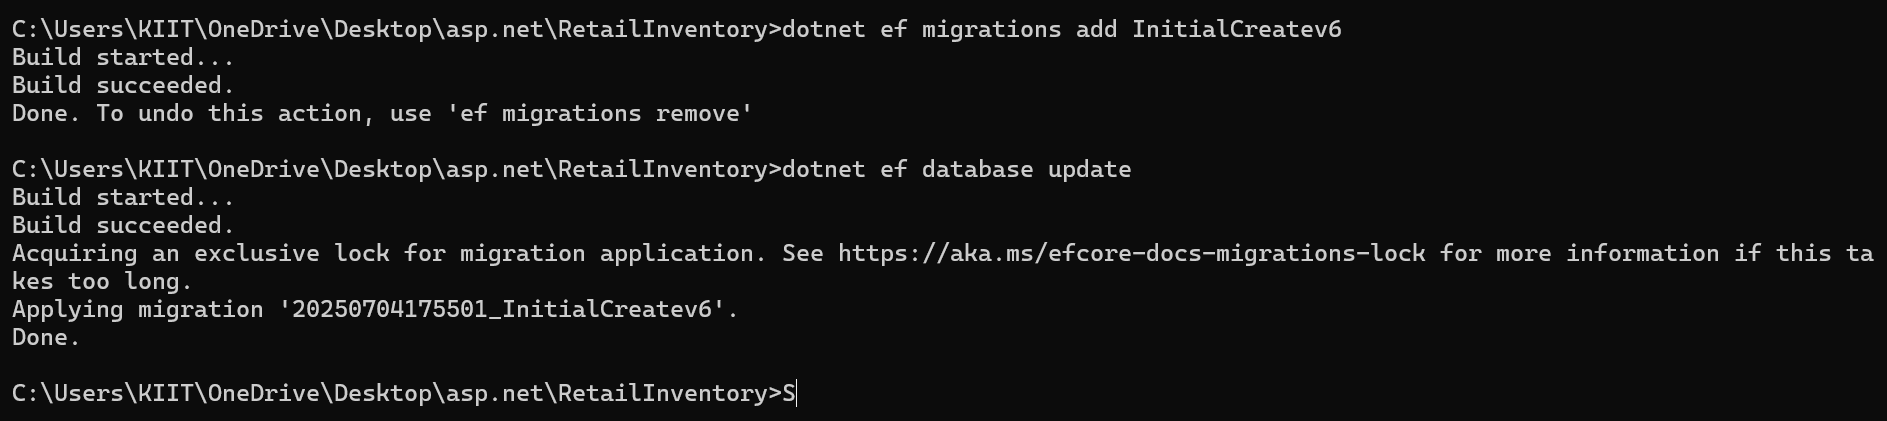 C:\Users\KIIT\OneDrive\Desktop\asp.net\RetailInventory>dotnet ef migrations add InitialCreatev6
Build started...
Build succeeded.
Done. To undo this action, use 'ef migrations remove'
C:\Users\KIIT\OneDrive\Desktop\asp.net\RetailInventory>dotnet ef database update
Build started...
Build succeeded.
Acquiring an exclusive lock for migration application. See https://aka.ms/efcore-docs-migrations-lock for more information if this ta
kes too long.
Applying migration '20250704175501_InitialCreatev6'.
Done.
C:\Users\KIIT\OneDrive\Desktop\asp.net\RetailInventory>S